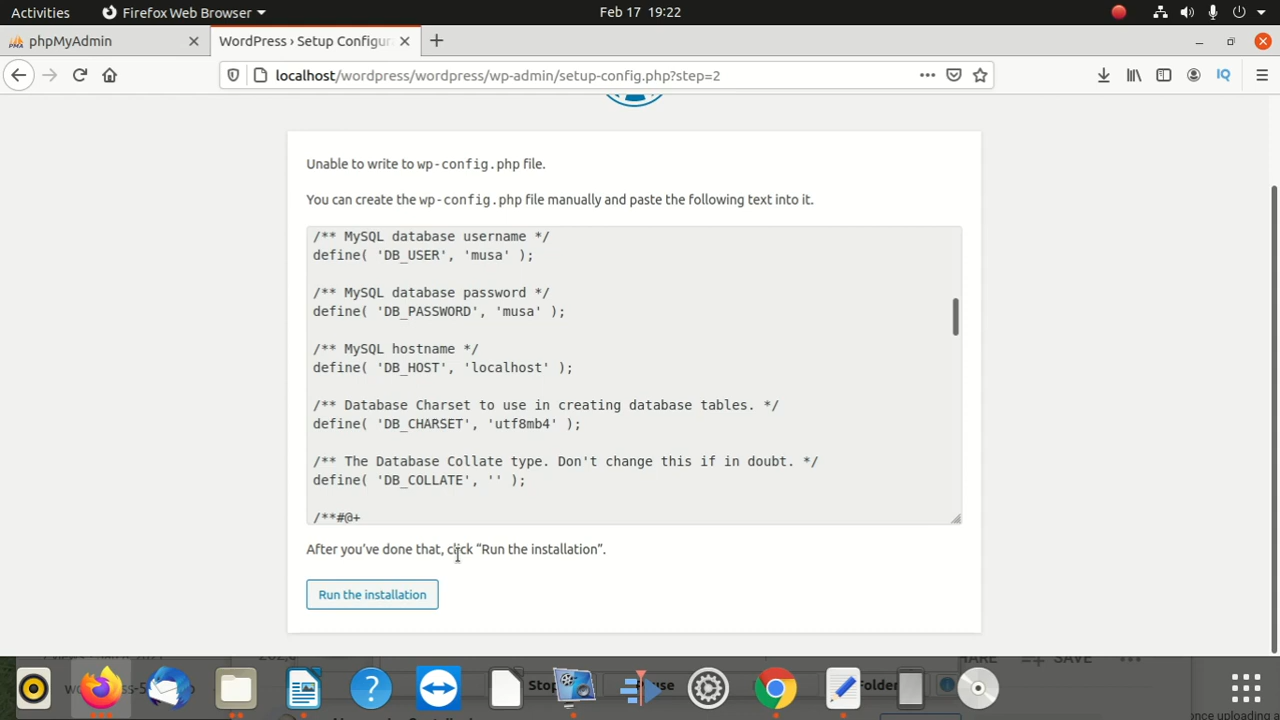 Activities
Firefox Web Browser
Feb 17 19:22
phpMyAdmin
WordPress › Setup Configur
localhost/wordpress/wordpress/wp-admin/setup-config.php?step=2
Unable to write to wp-config.php file.
You can create the wp-config.php file manually and paste the following text into it.
/** MySQL database username */
define( 'DB_USER', 'musa' );
/** MySQL database password */
define( 'DB_PASSWORD', 'musa' );
/** MySQL hostname */
define( 'DB_HOST', 'localhost' );
/** Database Charset to use in creating database tables. */
define( 'DB_CHARSET', 'utf8mb4' );
/** The Database Collate type. Don't change this if in doubt. */
define( 'DB_COLLATE', '' );
/**#@+
After you've done that, click “Run the installation”.
Run the installation
SAVE
Folder
once uploading a